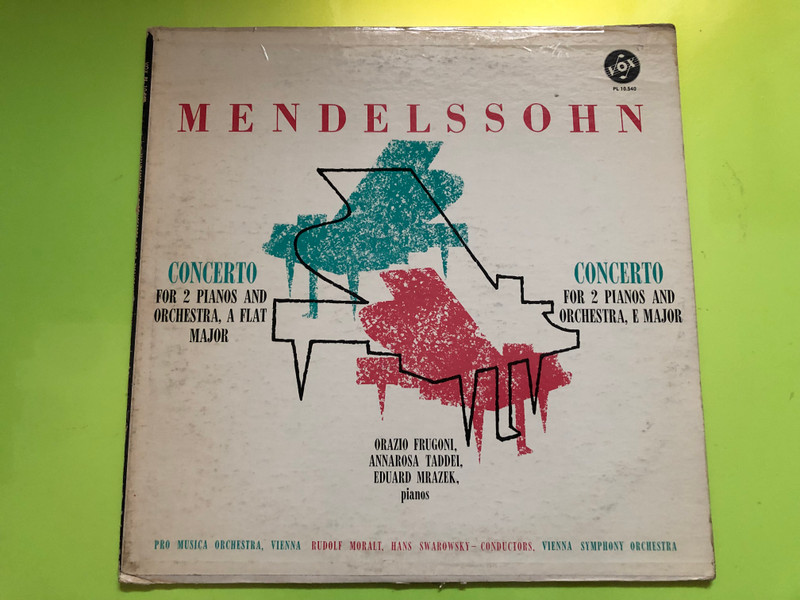 VOX
PL 10.540
MENDELSSOHN
CONCERTO
FOR 2 PIANOS AND
ORCHESTRA, A FLAT
MAJOR
CONCERTO
FOR 2 PIANOS AND
ORCHESTRA, E MAJOR
ORAZIO FRUGONI,
ANNAROSA TADDEI,
EDUARD MRAZEK,
pianos
PRO MUSICA ORCHESTRA, VIENNA RUDOLF MORALT, HANS SWAROWSKY — CONDUCTORS, VIENNA SYMPHONY ORCHESTRA